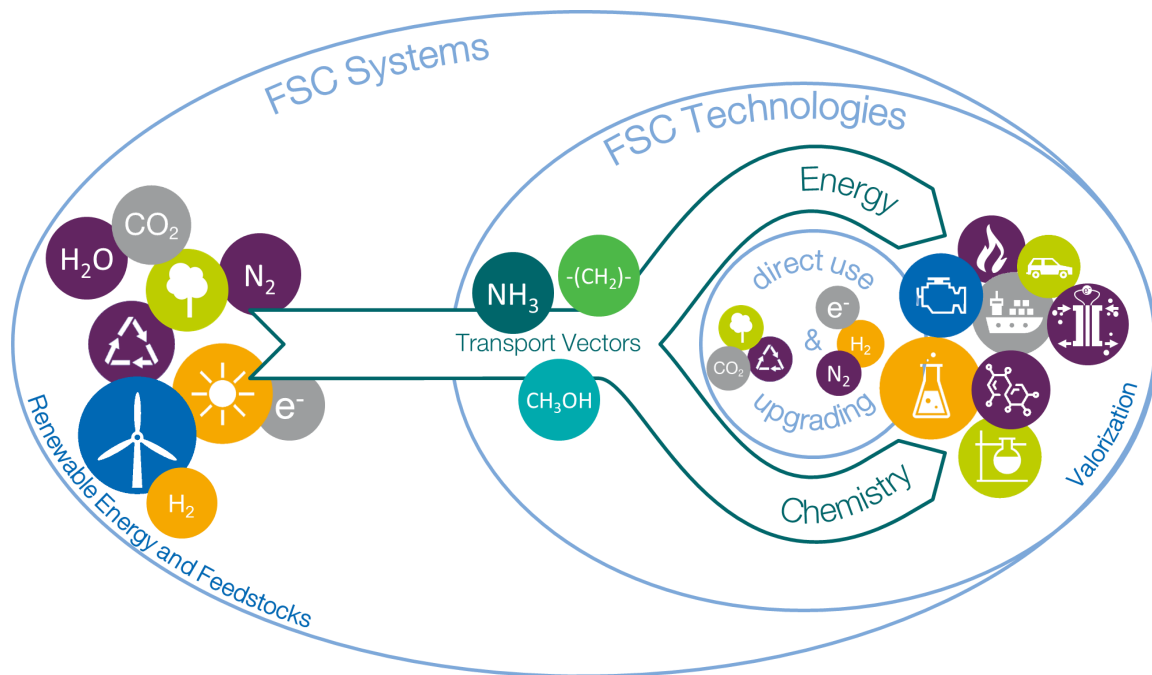 FSC Systems
FSC Technologies
Energy
CO₂
H₂O
N₂
NH₃
-(CH₂)-
direct use
e⁻
&
H₂
CO₂
N₂
upgrading
Transport Vectors
CH₃OH
e⁻
H₂
Chemistry
Renewable Energy and Feedstocks
Valorization
e⁻